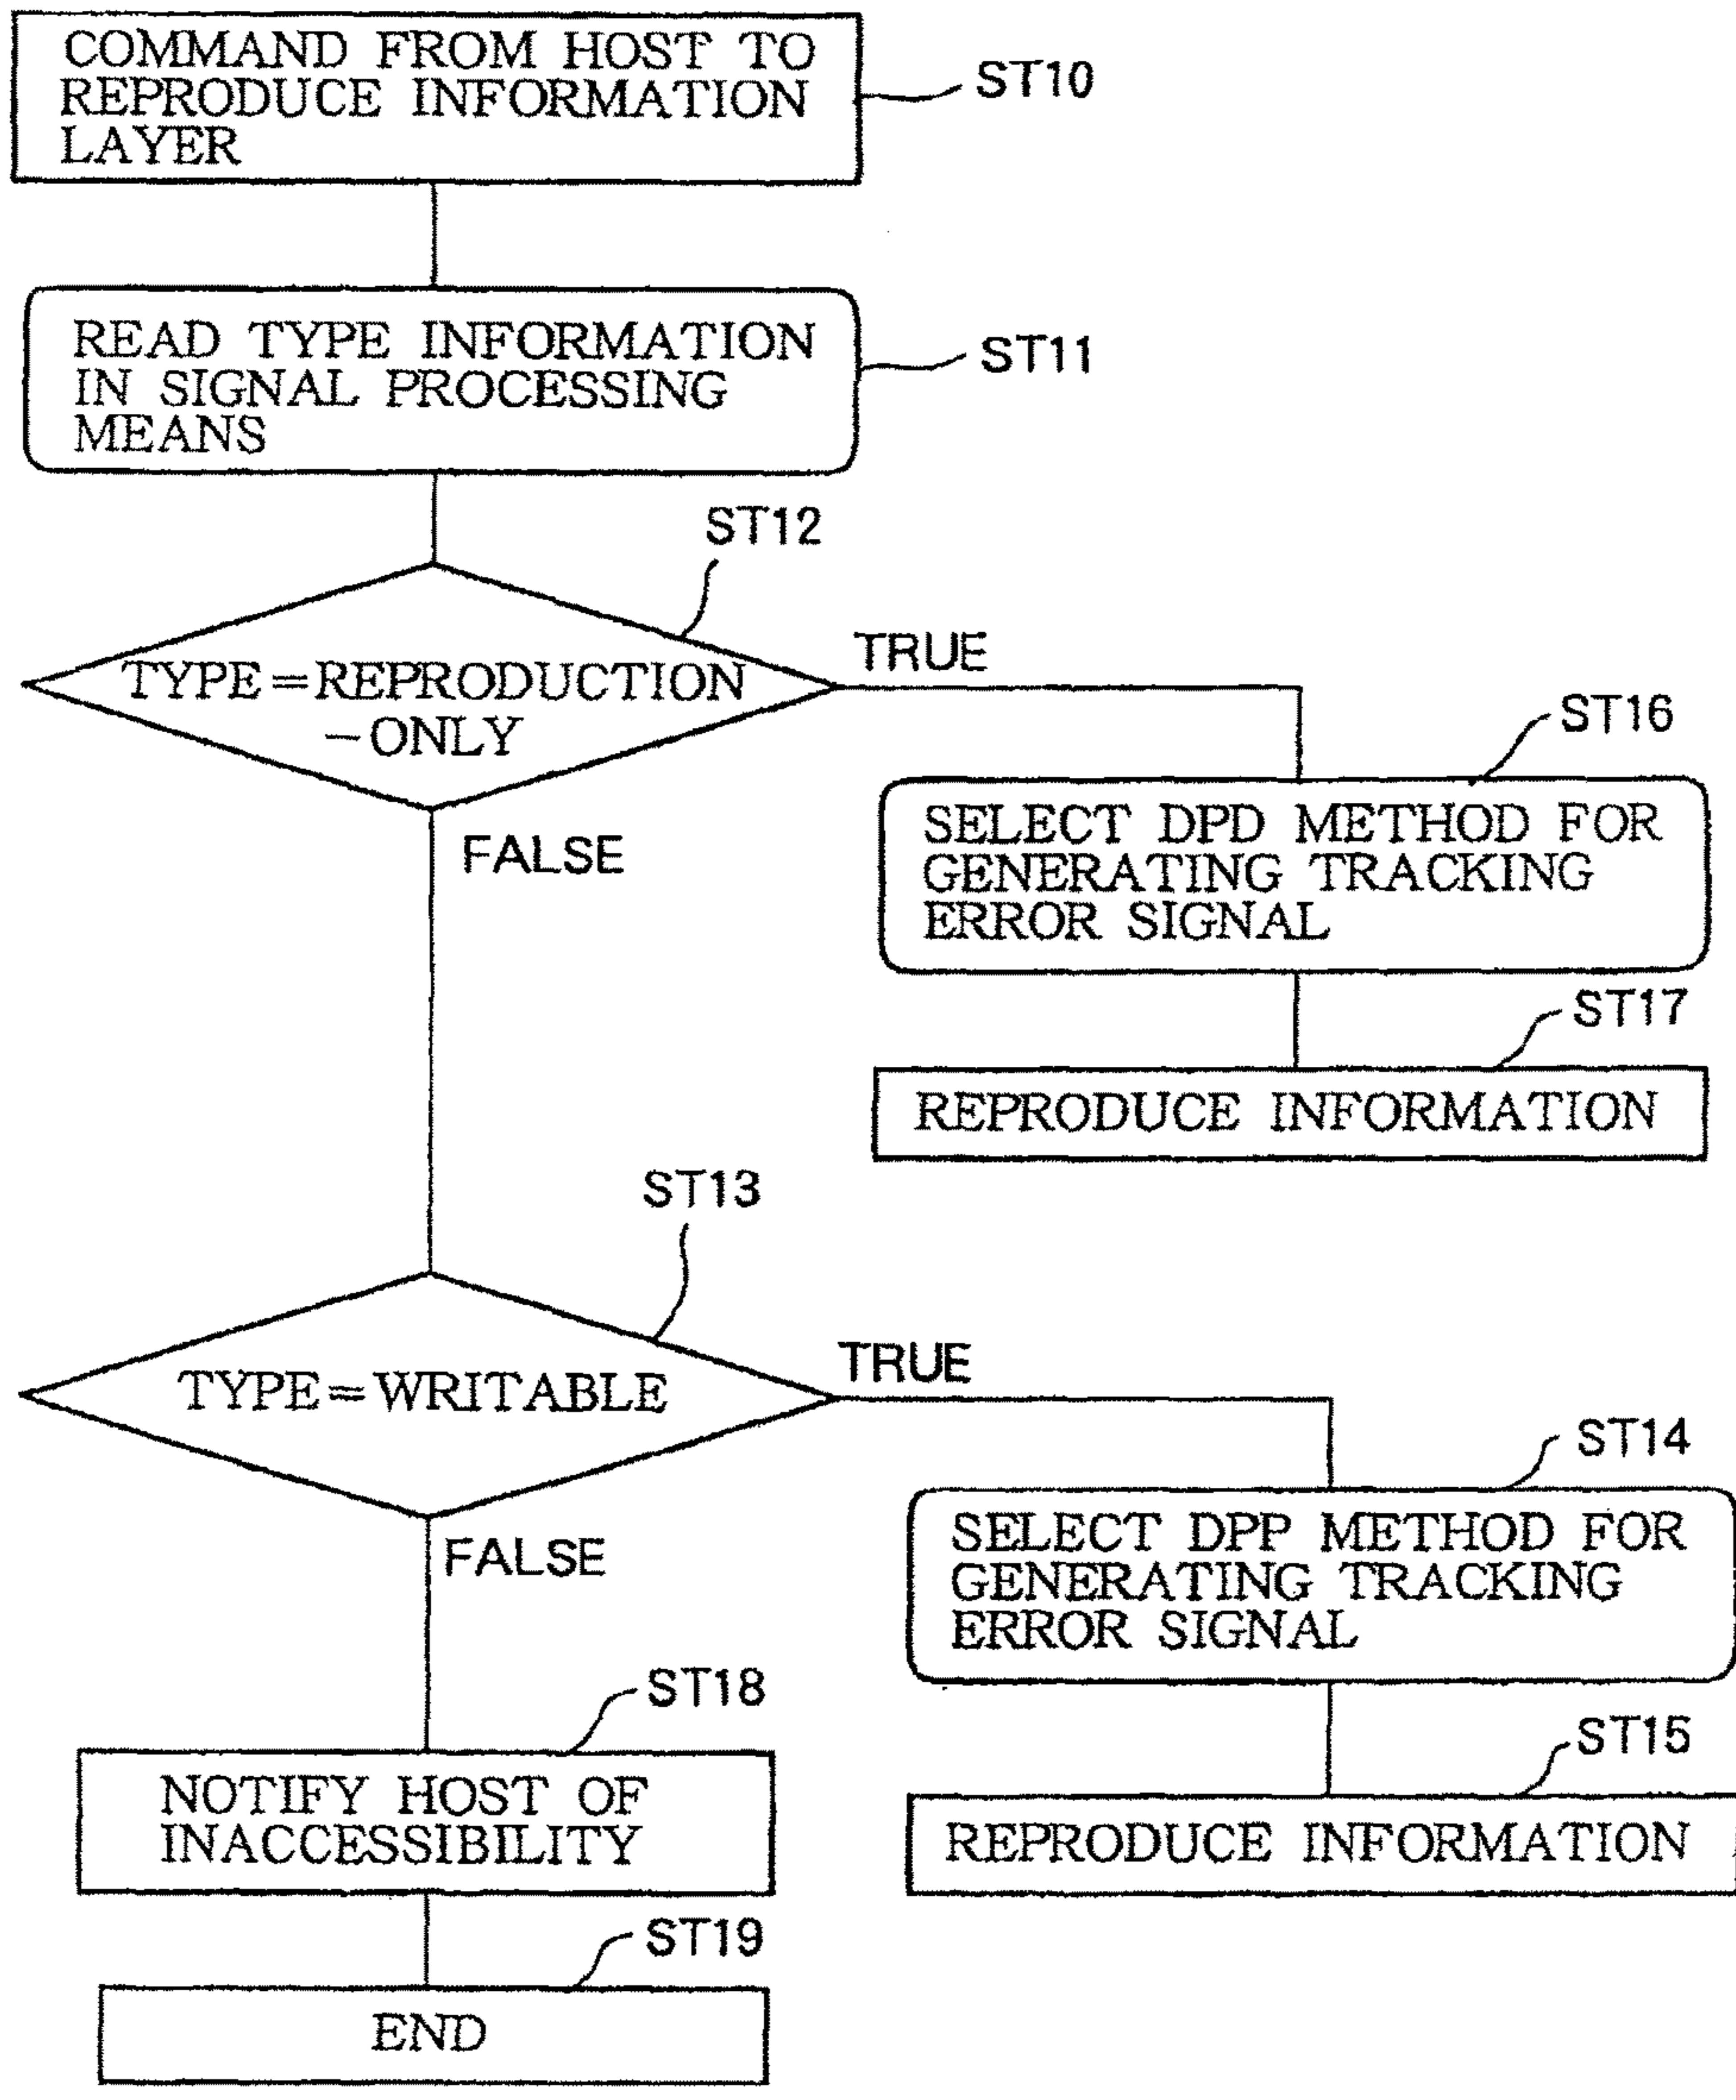 COMMAND FROM HOST TO
REPRODUCE INFORMATION
LAYER
ST10
READ TYPE INFORMATION
IN SIGNAL PROCESSING
MEANS
ST11
ST12
TYPE=REPRODUCTION
-ONLY
TRUE
FALSE
ST16
SELECT DPD METHOD FOR
GENERATING TRACKING
ERROR SIGNAL
ST17
REPRODUCE INFORMATION
ST13
TYPE=WRITABLE
TRUE
FALSE
ST14
SELECT DPP METHOD FOR
GENERATING TRACKING
ERROR SIGNAL
ST15
REPRODUCE INFORMATION
ST18
NOTIFY HOST OF
INACCESSIBILITY
ST19
END